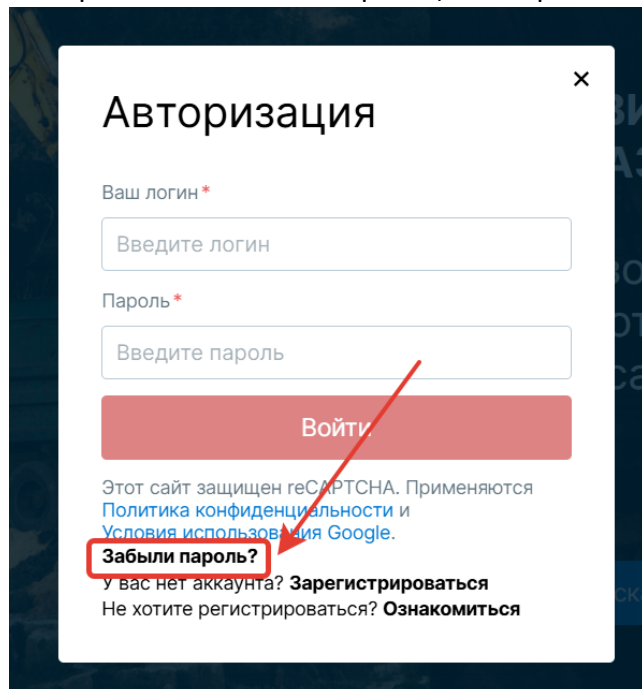 Авторизация
Ваш логин *
Введите логин
Пароль *
Введите пароль
Войти
Этот сайт защищен reCAPTCHA. Применяются
Политика конфиденциальности и
Условия использования Google.
Забыли пароль?
У вас нет аккаунта? Зарегистрироваться
Не хотите регистрироваться? Ознакомиться